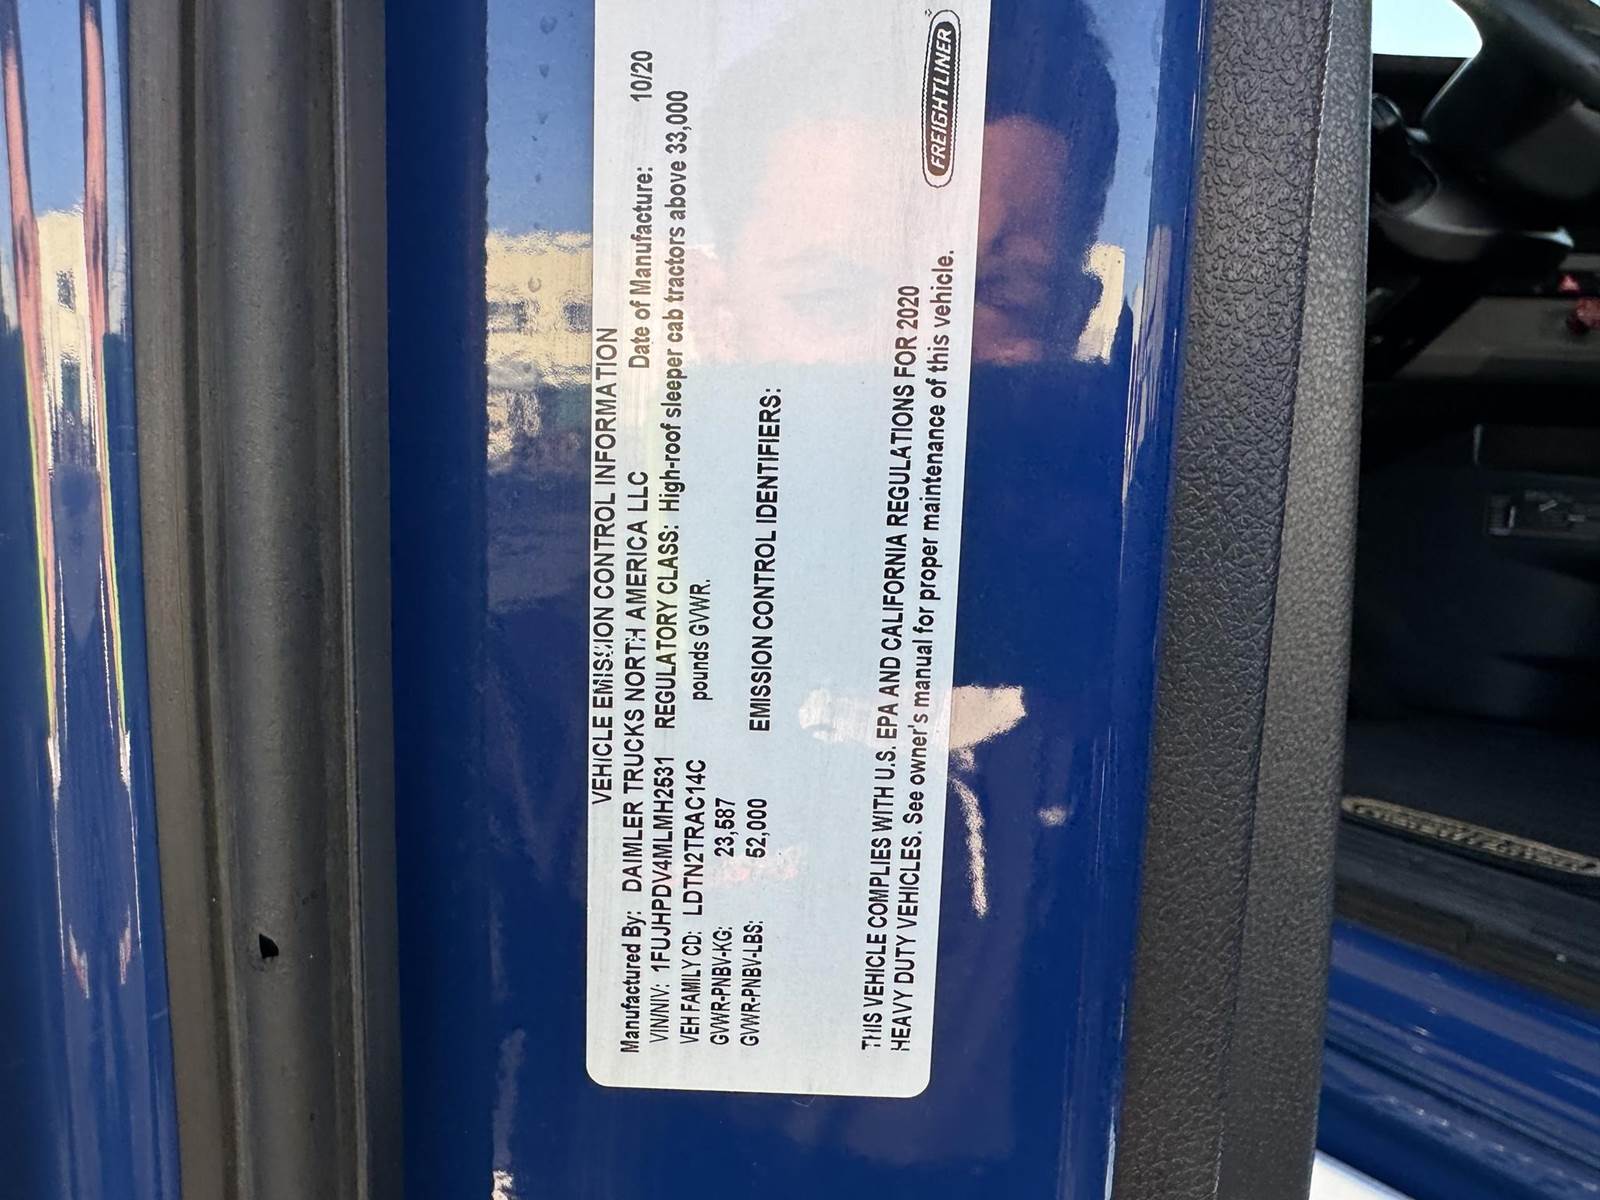 VEHICLE EMISSION CONTROL INFORMATION
Manufactured By: DAIMLER TRUCKS NORTH AMERICA LLC Date of Manufacture: 10/20
VIN/NIV: 1FUJHPDV4MLMH2531 REGULATORY CLASS: High-roof sleeper cab tractors above 33,000
VEH FAMILY CD: LDTN2TRAC14C pounds GVWR.
GVWR-PNBV-KG: 23,587
GVWR-PNBV-LBS: 52,000 EMISSION CONTROL IDENTIFIERS:
THIS VEHICLE COMPLIES WITH U.S. EPA AND CALIFORNIA REGULATIONS FOR 2020
HEAVY DUTY VEHICLES. See owner's manual for proper maintenance of this vehicle.
FREIGHTLINER